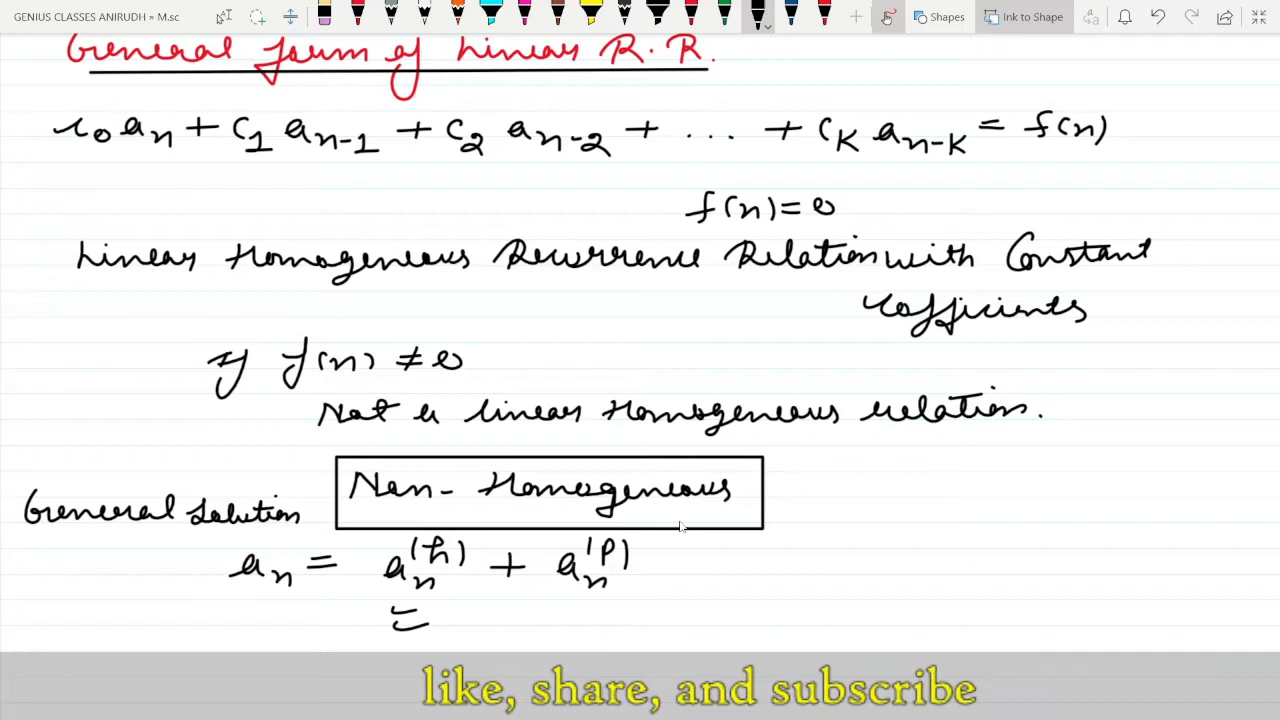 GENIUS CLASSES ANIRUDH » M.sc
Shapes
Ink to Shape
General form of Linear R.R.
c₀ aₙ + c₁ aₙ₋₁ + c₂ aₙ₋₂ + ... + c_K aₙ₋K = f(n)
f(n) = 0
Linear Homogeneous Recurrence Relation with Constant
Cofficients
If f(n) ≠ 0
Not a linear Homogeneous relation.
Non - Homogeneous
General Solution
aₙ = aₙ⁽ʰ⁾ + aₙ⁽ᵖ⁾
like, share, and subscribe